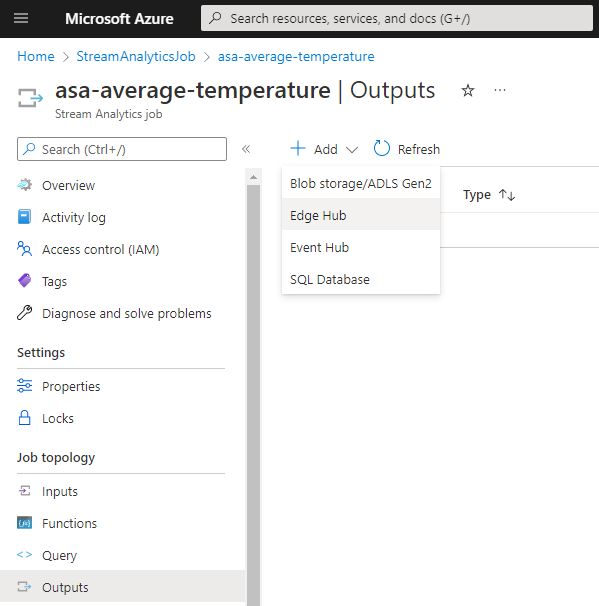 Microsoft Azure
Search resources, services, and docs (G+/)
Home > StreamAnalyticsJob > asa-average-temperature
asa-average-temperature | Outputs
Stream Analytics job
Search (Ctrl+/)
Add
Refresh
Blob storage/ADLS Gen2
Edge Hub
Event Hub
SQL Database
Type
Overview
Activity log
Access control (IAM)
Tags
Diagnose and solve problems
Settings
Properties
Locks
Job topology
Inputs
Functions
Query
Outputs